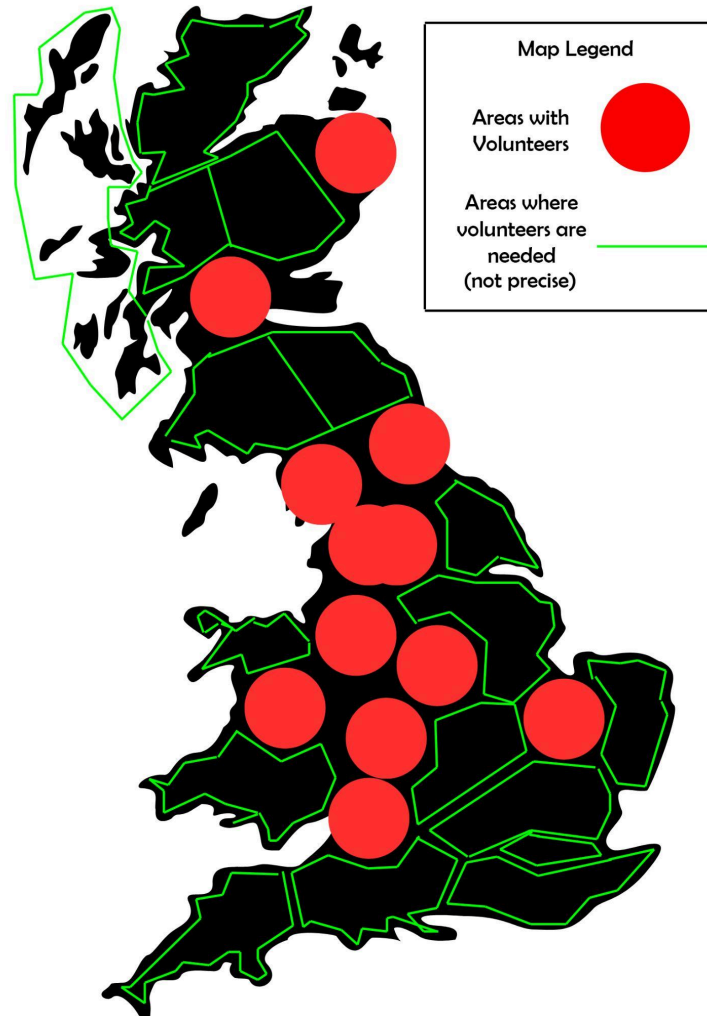 Map Legend
Areas with
Volunteers
Areas where
volunteers are
needed
(not precise)